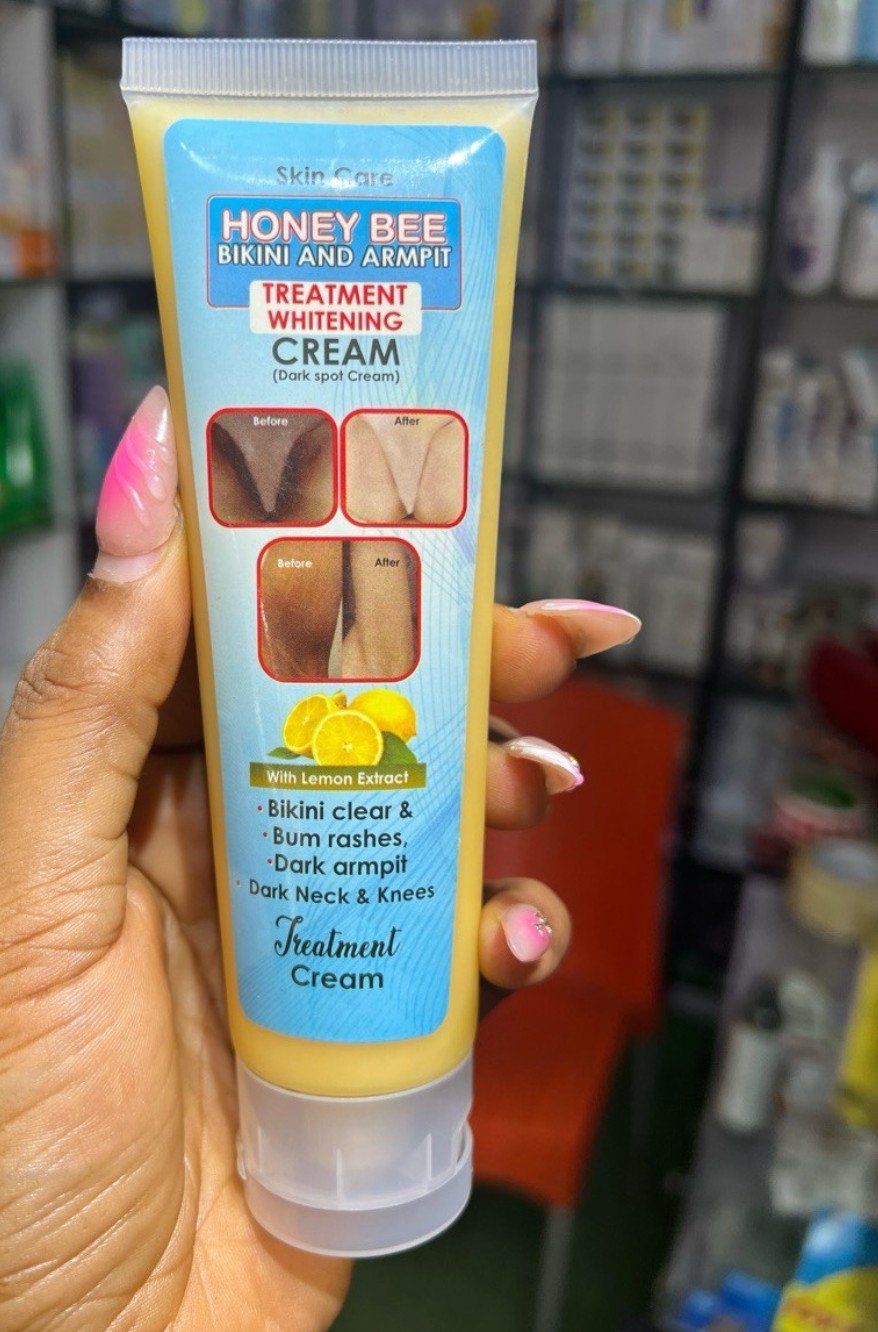 Skin Care
HONEY BEE
BIKINI AND ARMPIT
TREATMENT
WHITENING
CREAM
(Dark spot Cream)
Before
After
Before
After
With Lemon Extract
• Bikini clear &
• Bum rashes,
• Dark armpit
• Dark Neck & Knees
Treatment
Cream